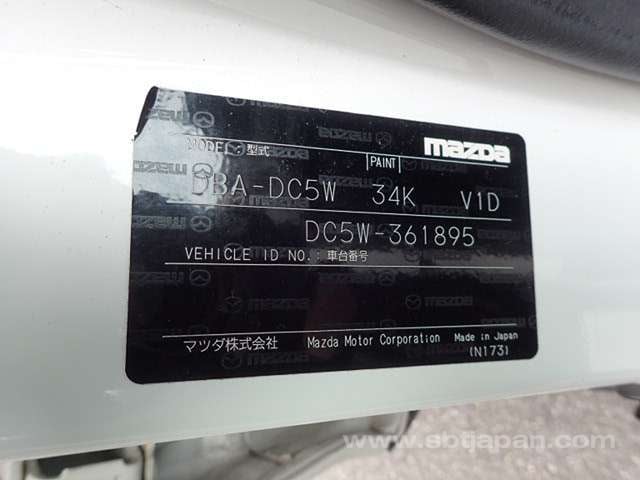 mazda
MODEL:型式 PAINT
DBA-DC5W 34K V1D
DC5W-361895
VEHICLE ID NO.:車台番号
マツダ株式会社 Mazda Motor Corporation Made in Japan
(N173)
www.sbtjapan.com